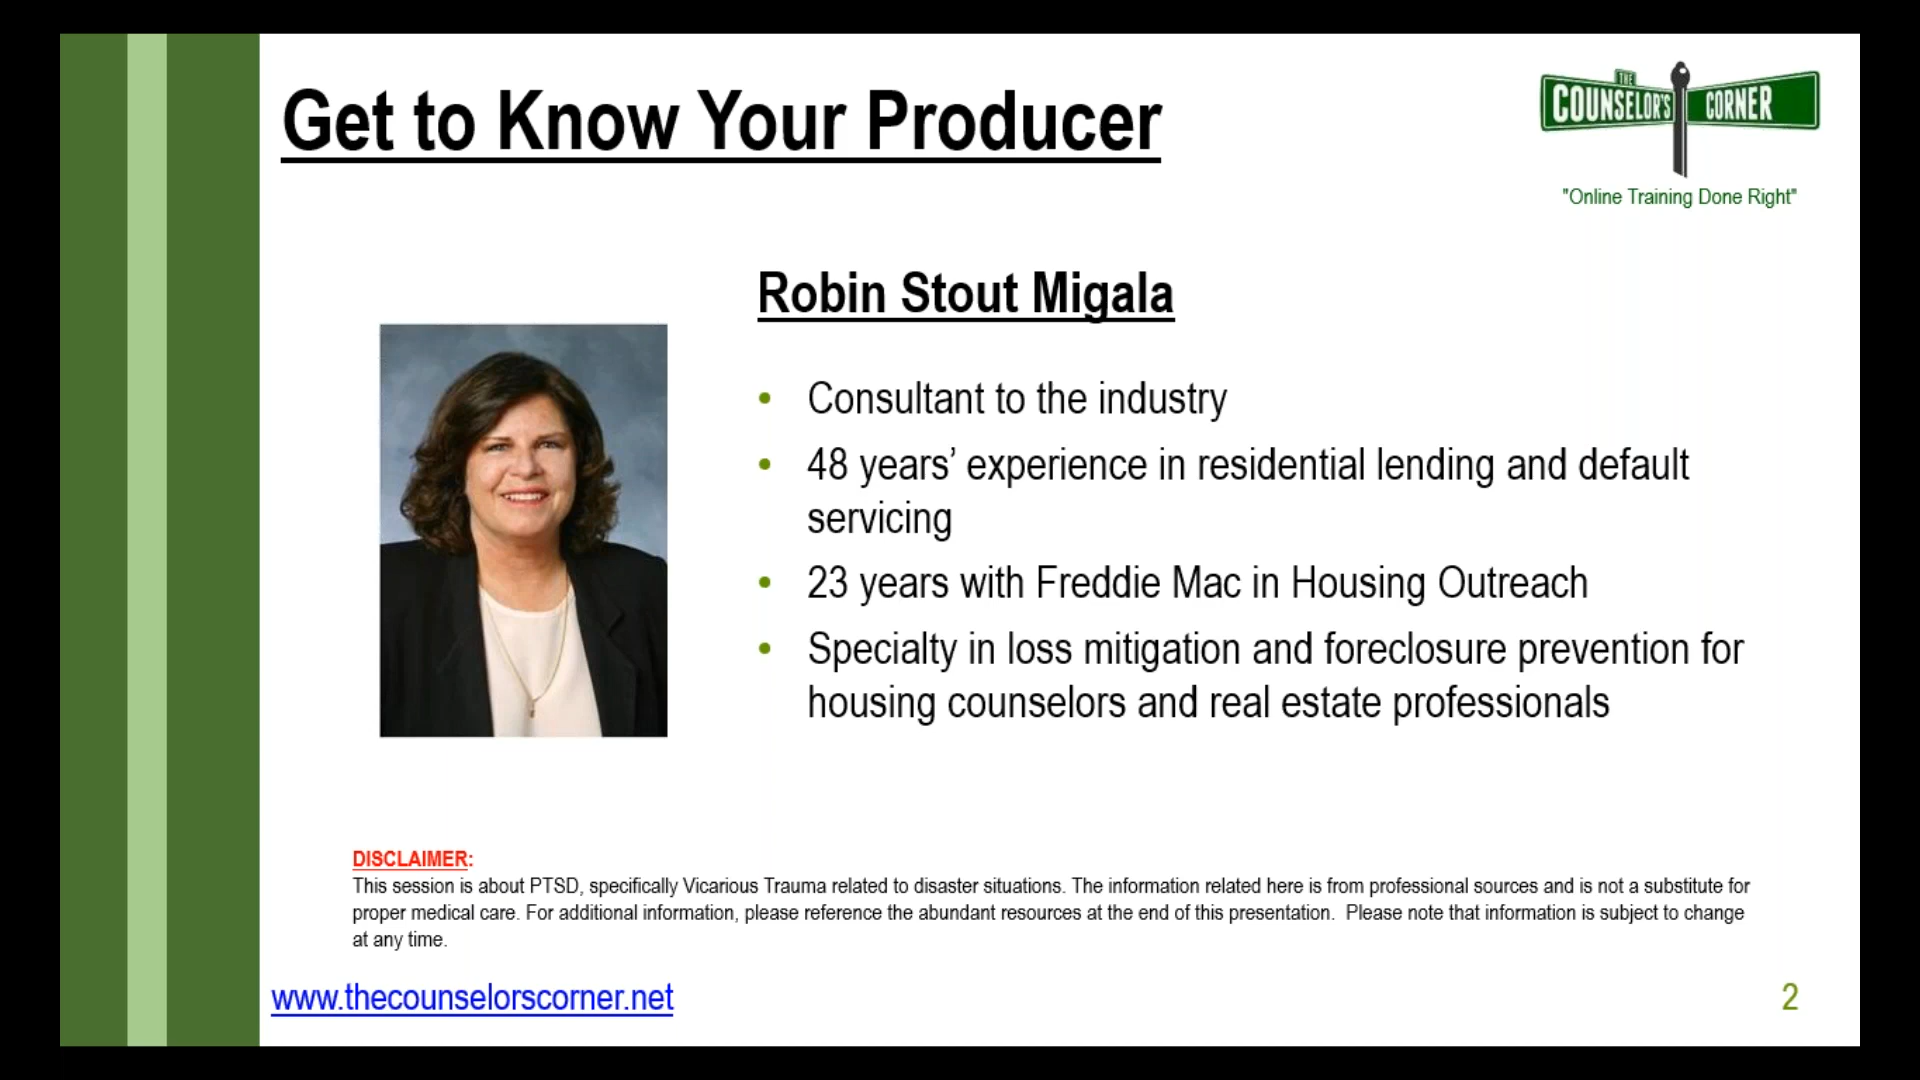 Get to Know Your Producer
THE
COUNSELOR'S CORNER
"Online Training Done Right"
Robin Stout Migala
• Consultant to the industry
• 48 years’ experience in residential lending and default
servicing
• 23 years with Freddie Mac in Housing Outreach
• Specialty in loss mitigation and foreclosure prevention for
housing counselors and real estate professionals
DISCLAIMER:
This session is about PTSD, specifically Vicarious Trauma related to disaster situations. The information related here is from professional sources and is not a substitute for
proper medical care. For additional information, please reference the abundant resources at the end of this presentation.  Please note that information is subject to change
at any time.
www.thecounselorscorner.net
2